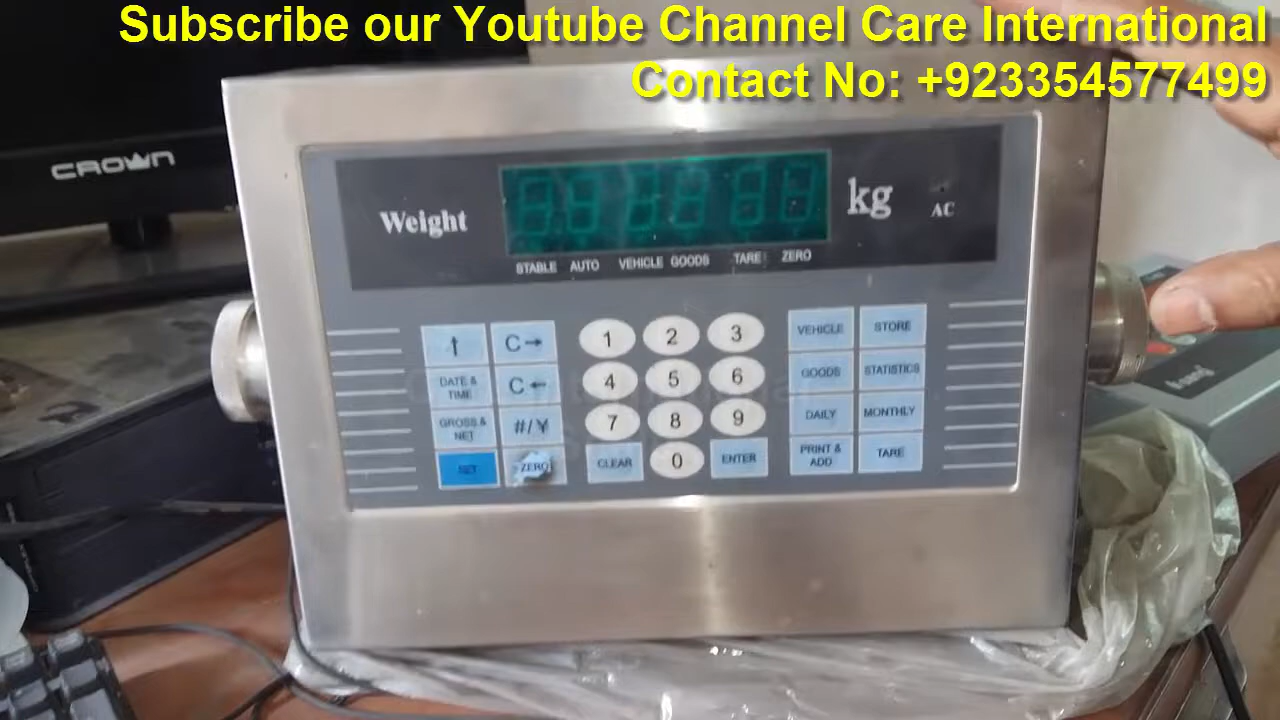 Subscribe our Youtube Channel Care International
Contact No: +923354577499
CROWN
Weight
kg
AC
STABLE AUTO VEHICLE GOODS TARE ZERO
↑ C→ 1 2 3 VEHICLE STORE
DATE & TIME C← 4 5 6 GOODS STATISTICS
GROSS & NET #/Y 7 8 9 DAILY MONTHLY
SET ZERO CLEAR 0 ENTER PRINT & ADD TARE